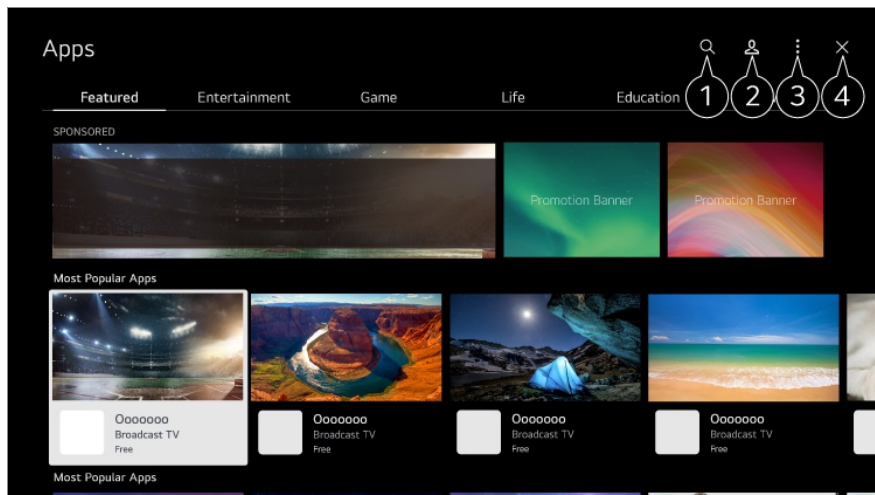 Apps
Featured Entertainment Game Life Education
1 2 3 4
SPONSORED
Promotion Banner Promotion Banner
Most Popular Apps
Ooooooo Ooooooo Ooooooo Ooooooo
Broadcast TV Broadcast TV Broadcast TV Broadcast TV
Free Free Free Free
Most Popular Apps